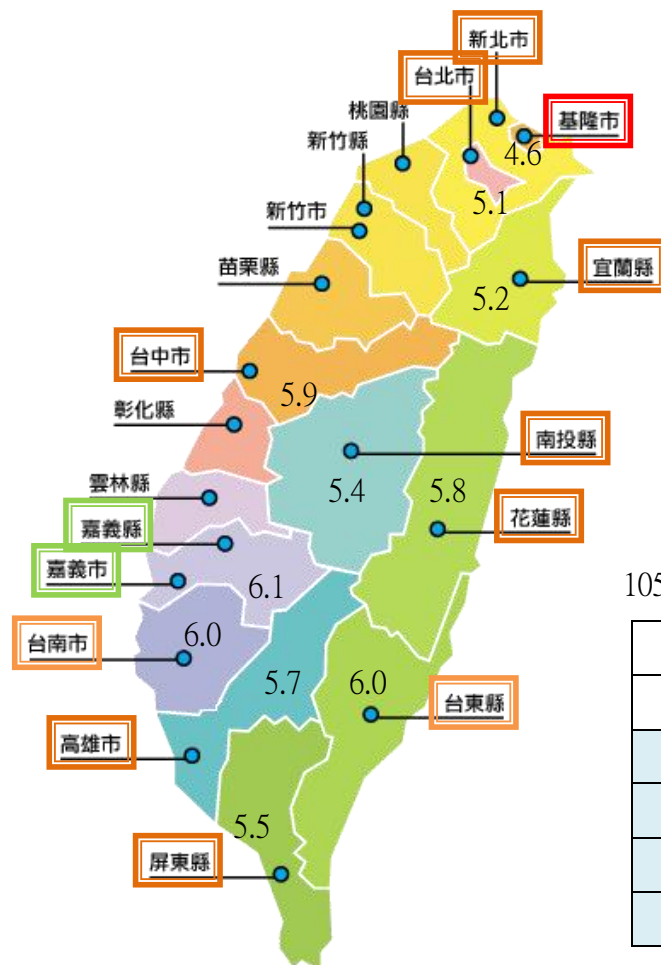 新北市
台北市
桃園縣
基隆市
新竹縣
4.6
5.1
新竹市
苗栗縣
宜蘭縣
5.2
台中市
5.9
彰化縣
南投縣
雲林縣
5.4
5.8
嘉義縣
花蓮縣
嘉義市
6.1
105
台南市
6.0
5.7
6.0
台東縣
高雄市
5.5
屏東縣